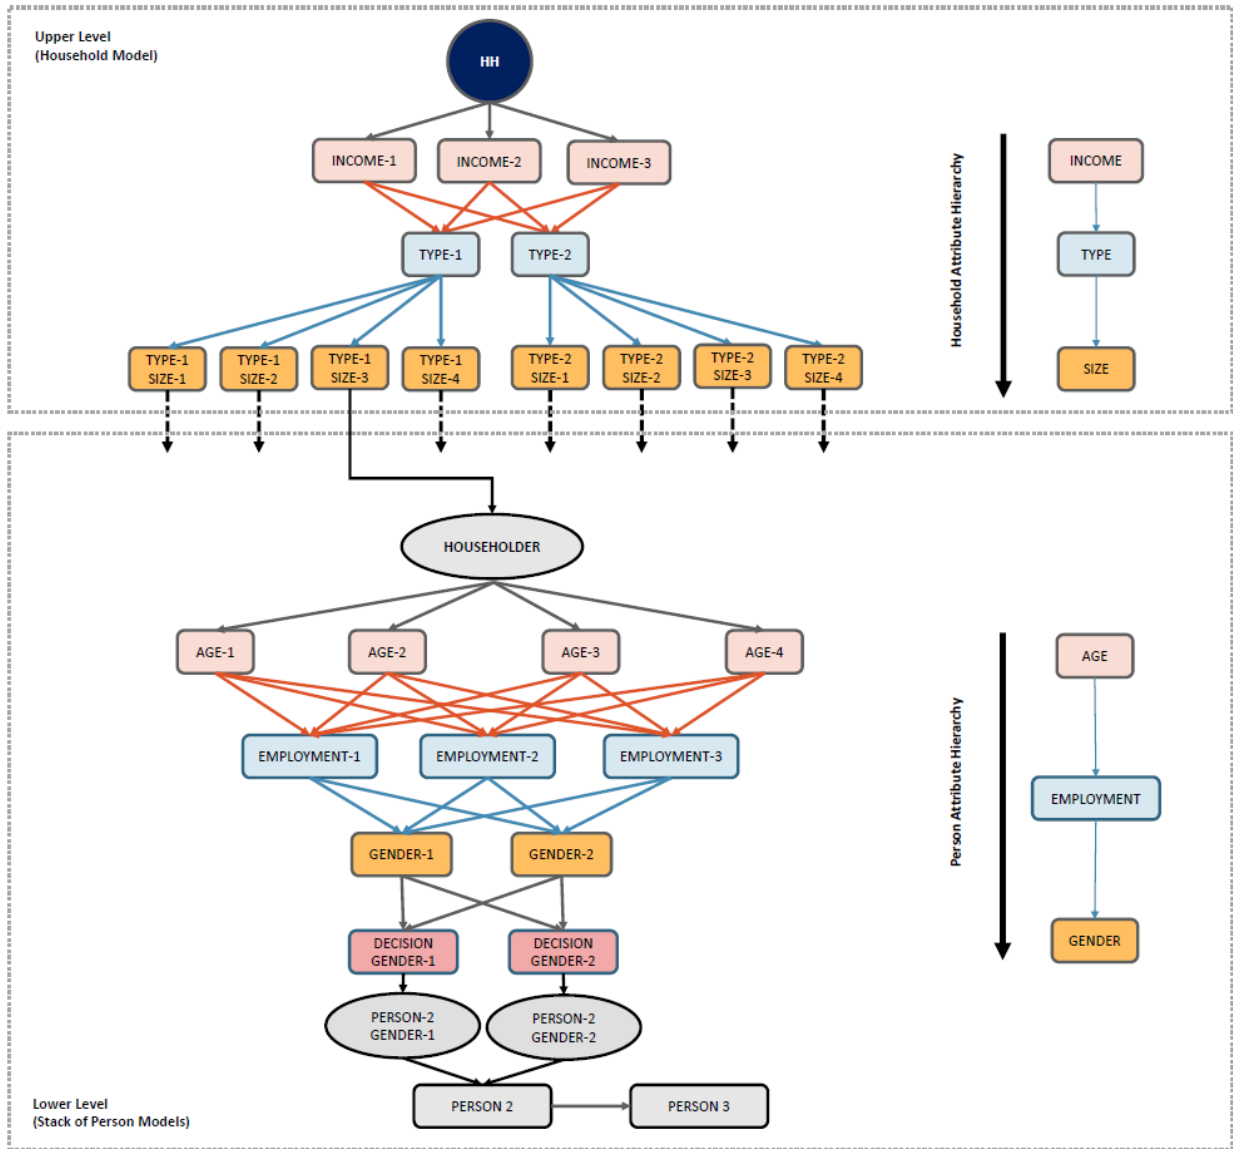 Upper Level
(Household Model)
HH
INCOME-1
INCOME-2
INCOME-3
TYPE-1
TYPE-2
TYPE-1
SIZE-1
TYPE-1
SIZE-2
TYPE-1
SIZE-3
TYPE-1
SIZE-4
TYPE-2
SIZE-1
TYPE-2
SIZE-2
TYPE-2
SIZE-3
TYPE-2
SIZE-4
Household Attribute Hierarchy
INCOME
TYPE
SIZE
HOUSEHOLDER
AGE-1
AGE-2
AGE-3
AGE-4
EMPLOYMENT-1
EMPLOYMENT-2
EMPLOYMENT-3
GENDER-1
GENDER-2
DECISION
GENDER-1
DECISION
GENDER-2
PERSON-2
GENDER-1
PERSON-2
GENDER-2
PERSON 2
PERSON 3
Person Attribute Hierarchy
AGE
EMPLOYMENT
GENDER
Lower Level
(Stack of Person Models)